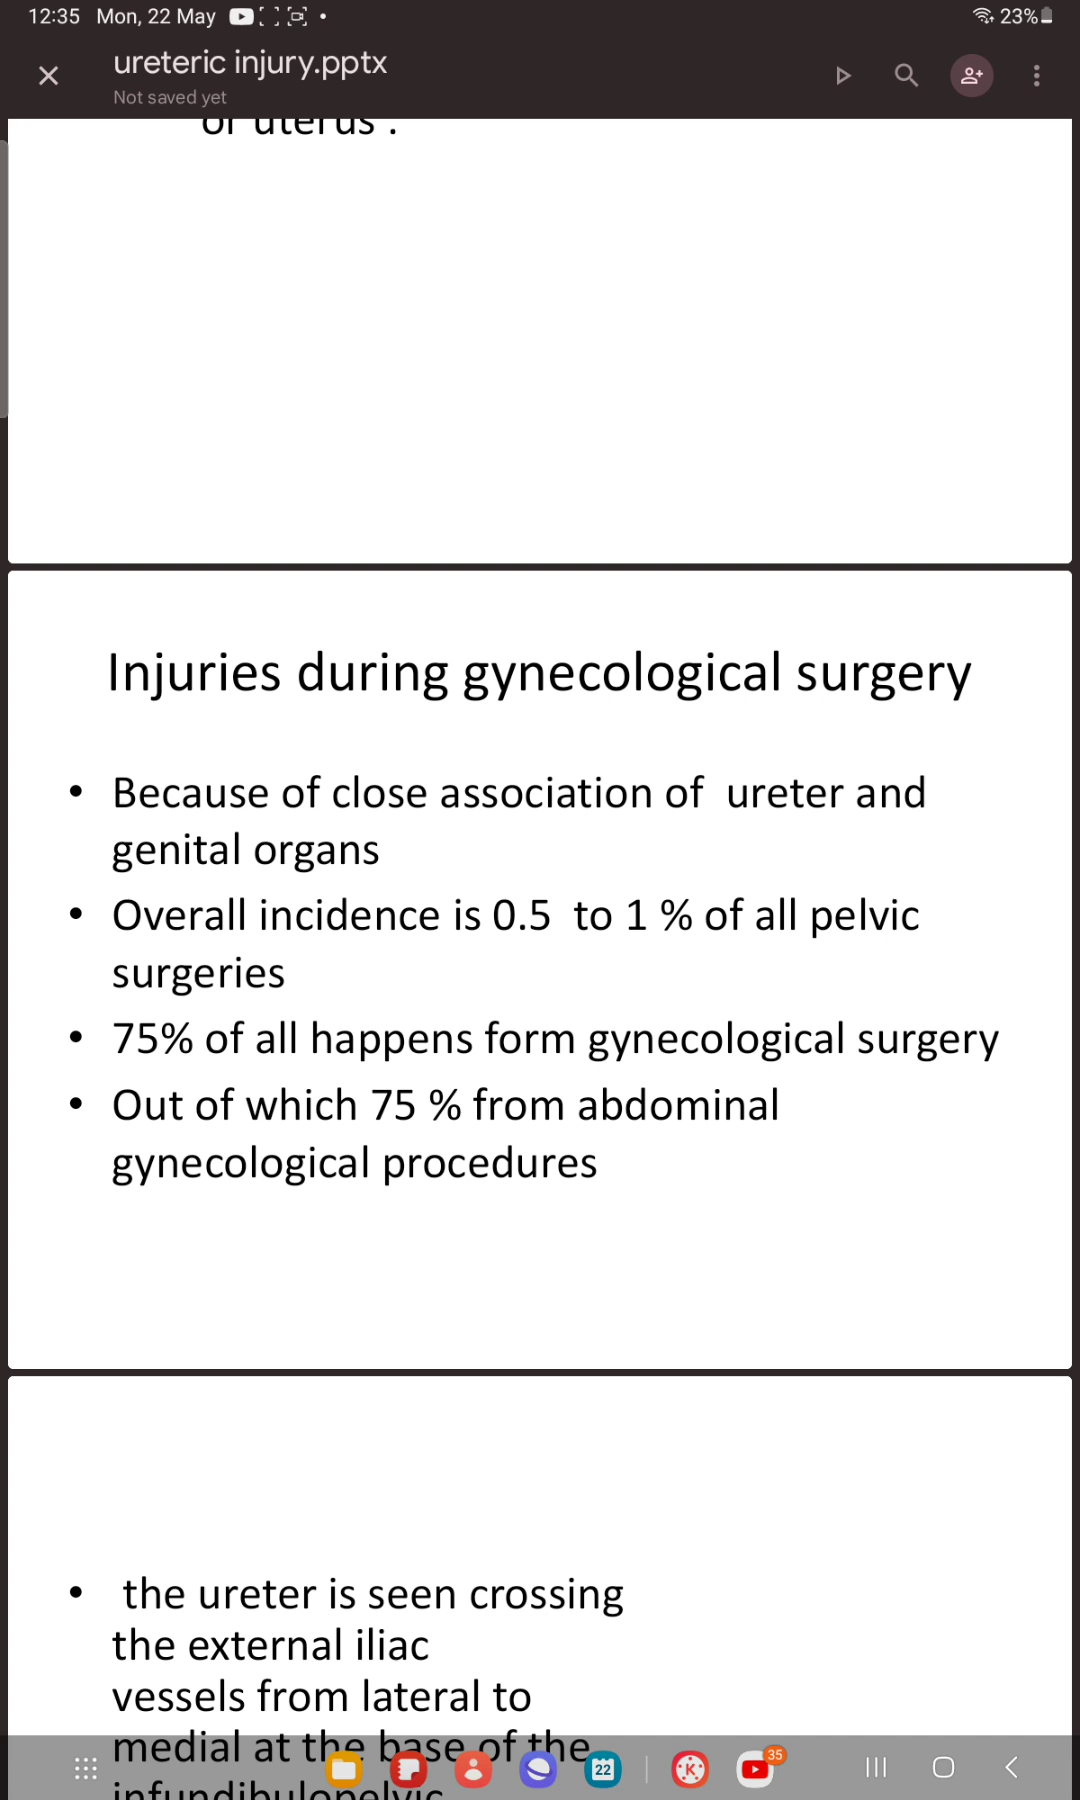 12:35 Mon, 22 May
23%
ureteric injury.pptx
Not saved yet
or uterus .
Injuries during gynecological surgery
• Because of close association of ureter and
genital organs
• Overall incidence is 0.5 to 1 % of all pelvic
surgeries
• 75% of all happens form gynecological surgery
• Out of which 75 % from abdominal
gynecological procedures
• the ureter is seen crossing
the external iliac
vessels from lateral to
medial at the base of the
infundibulopelvic
22
K
35